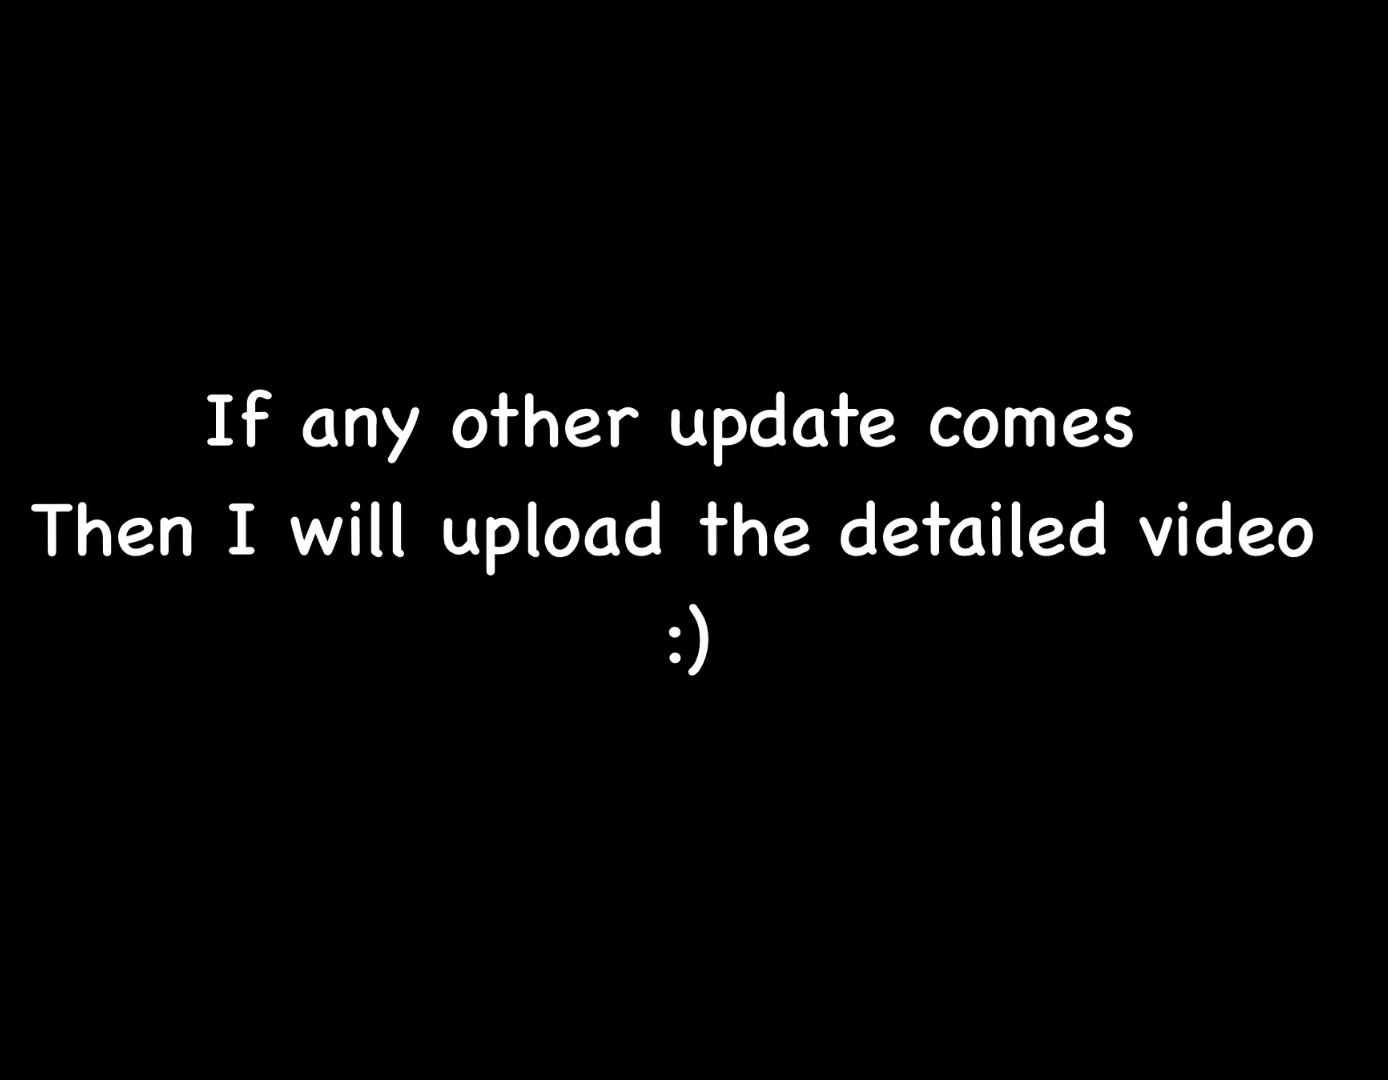 If any other update comes
Then I will upload the detailed video
:)